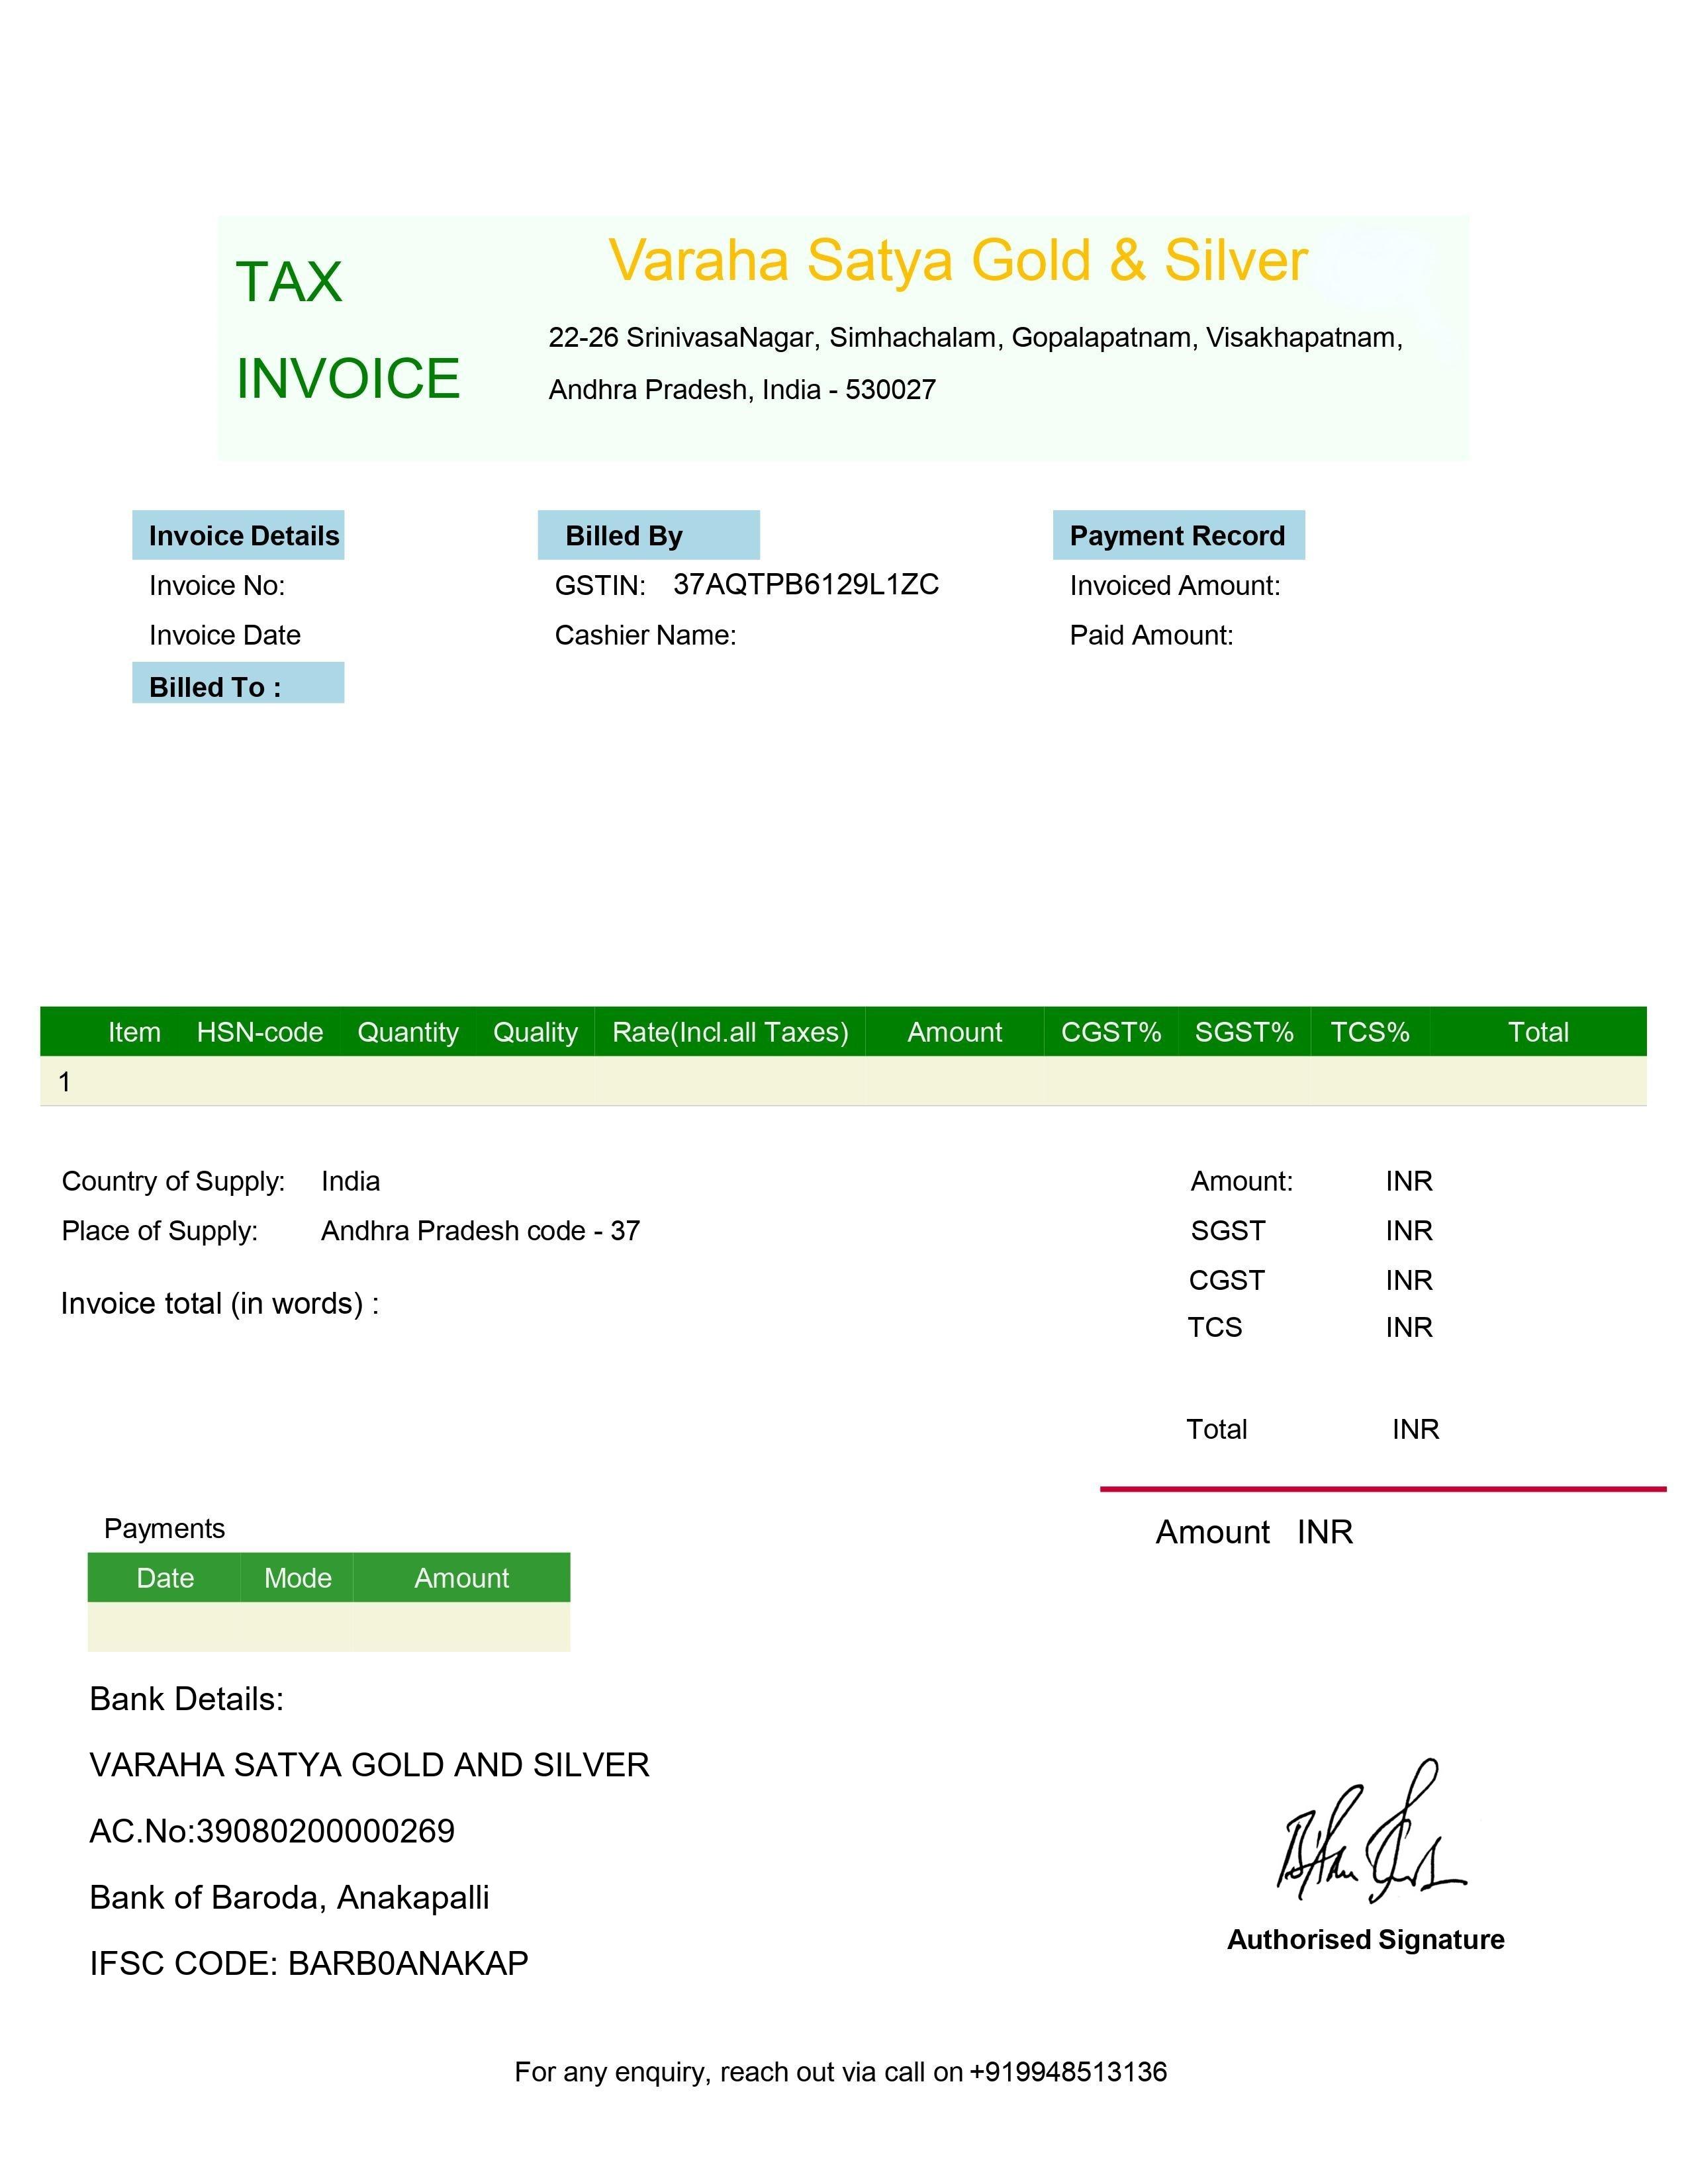 TAX
INVOICE
Varaha Satya Gold & Silver
22-26 SrinivasaNagar, Simhachalam, Gopalapatnam, Visakhapatnam,
Andhra Pradesh, India - 530027
Invoice Details
Invoice No:
Invoice Date
Billed To :
Billed By
GSTIN: 37AQTPB6129L1ZC
Cashier Name:
Payment Record
Invoiced Amount:
Paid Amount:
Item HSN-code Quantity Quality Rate(Incl.all Taxes) Amount CGST% SGST% TCS% Total
1
Country of Supply: India
Place of Supply: Andhra Pradesh code - 37
Invoice total (in words) :
Amount: INR
SGST INR
CGST INR
TCS INR
Total INR
Amount INR
Payments
Date Mode Amount
Bank Details:
VARAHA SATYA GOLD AND SILVER
AC.No:39080200000269
Bank of Baroda, Anakapalli
IFSC CODE: BARB0ANAKAP
Authorised Signature
For any enquiry, reach out via call on +919948513136